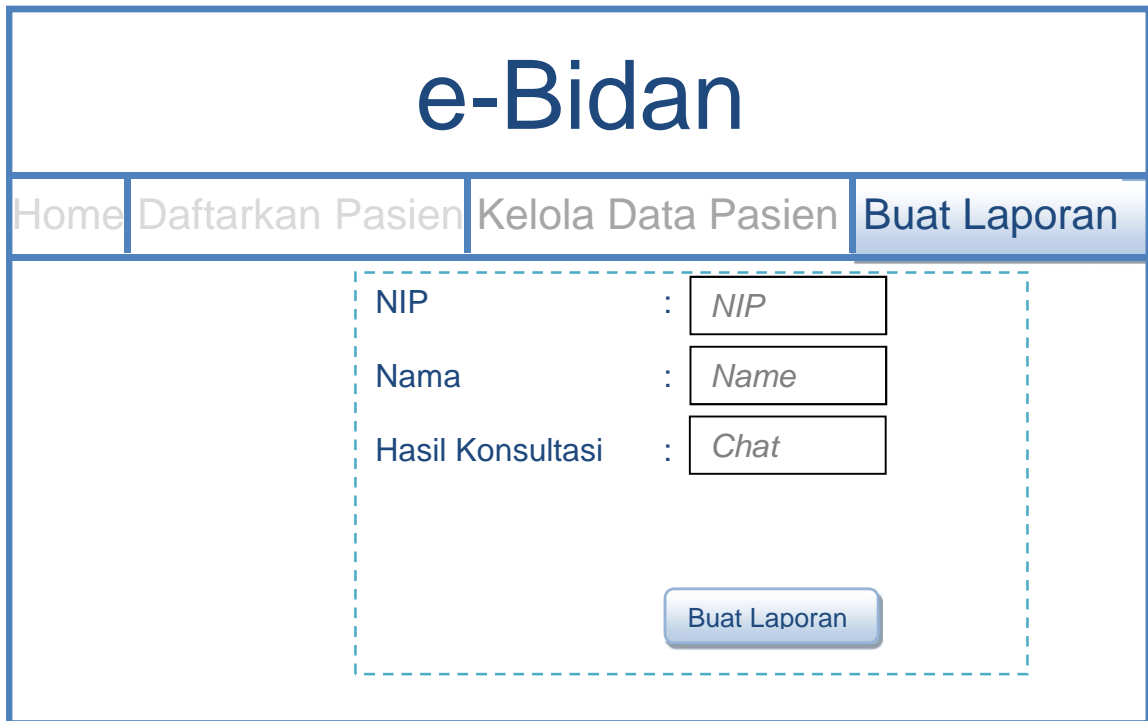 e-Bidan
Home Daftarkan Pasien Kelola Data Pasien Buat Laporan
NIP : NIP
Nama : Name
Hasil Konsultasi : Chat
Buat Laporan